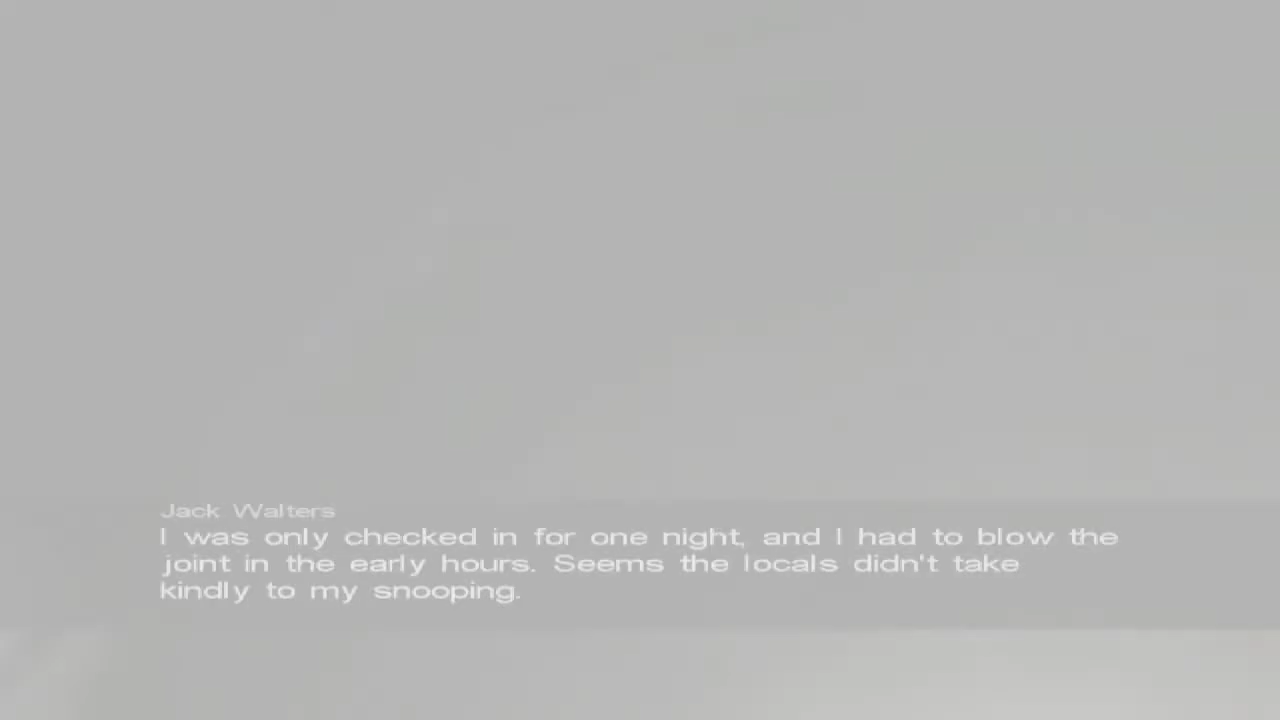 Jack Walters
I was only checked in for one night, and I had to blow the
joint in the early hours. Seems the locals didn't take
kindly to my snooping.